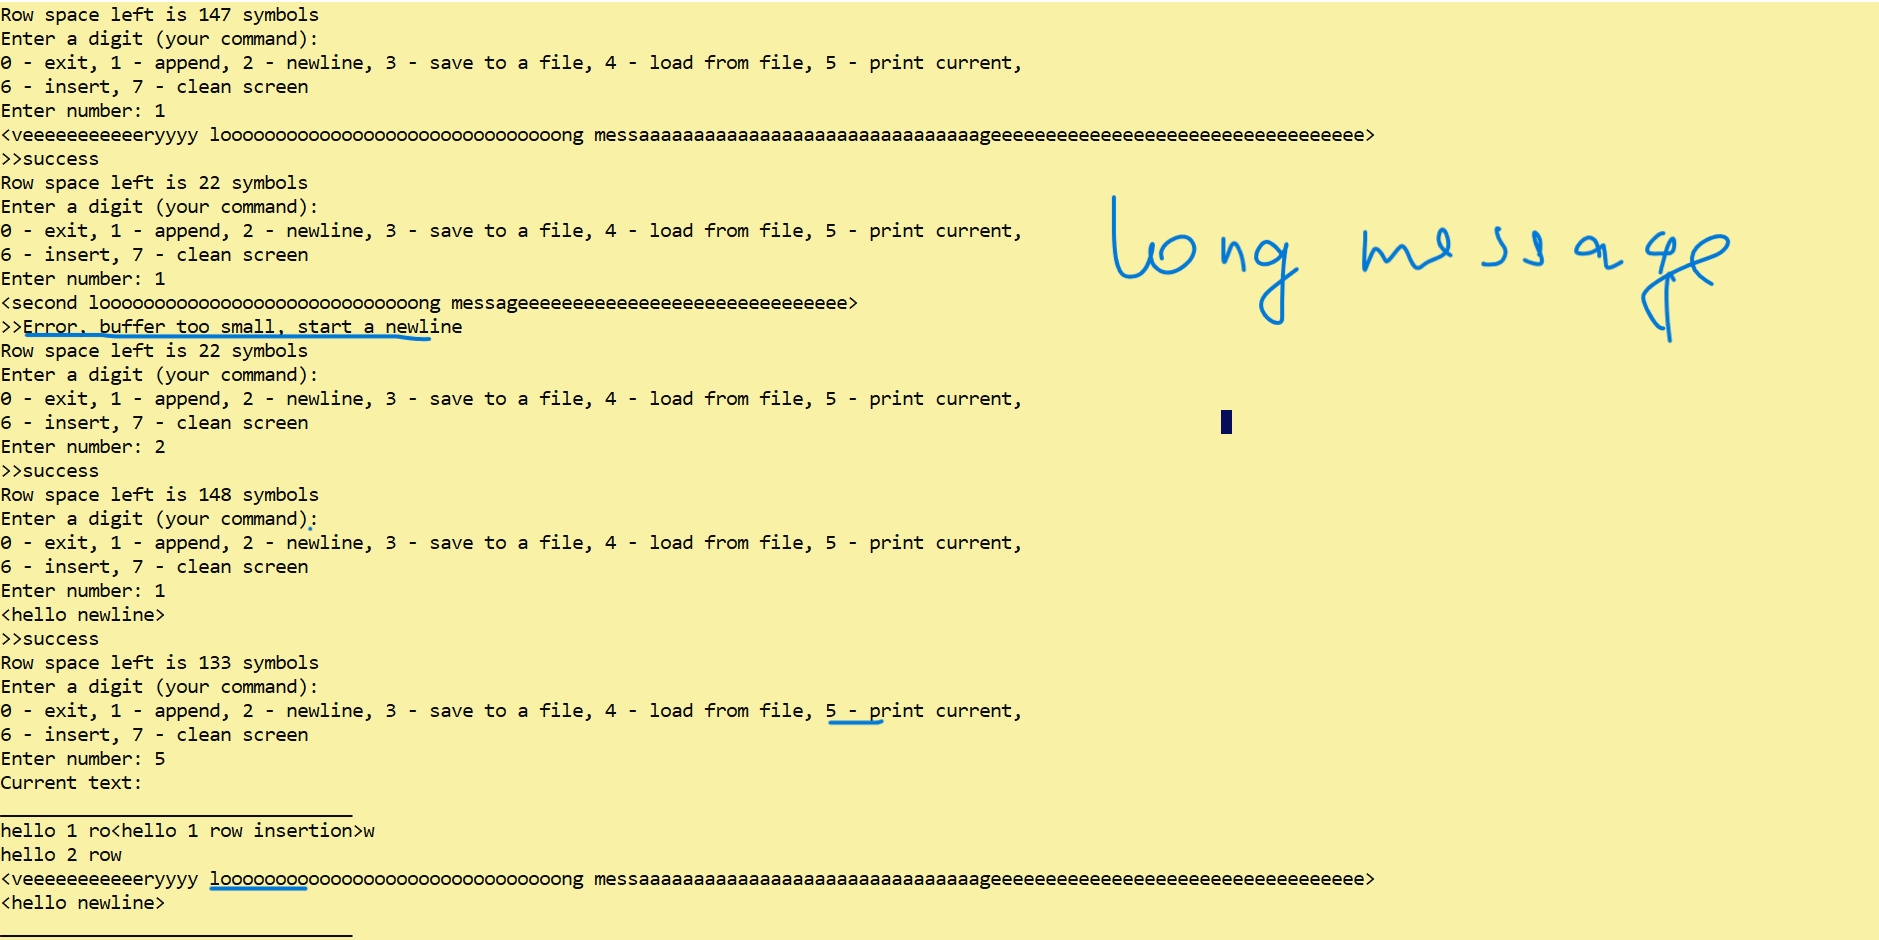 Row space left is 147 symbols
Enter a digit (your command):
0 - exit, 1 - append, 2 - newline, 3 - save to a file, 4 - load from file, 5 - print current,
6 - insert, 7 - clean screen
Enter number: 1
<veeeeeeeeeeeryyyy looooooooooooooooooooooooooooooong messaaaaaaaaaaaaaaaaaaaaaaaaaaaaaaageeeeeeeeeeeeeeeeeeeeeeeeeeeeeeeeee>
>>success
Row space left is 22 symbols
Enter a digit (your command):
0 - exit, 1 - append, 2 - newline, 3 - save to a file, 4 - load from file, 5 - print current,
6 - insert, 7 - clean screen
Enter number: 1
<second looooooooooooooooooooooooooooong messageeeeeeeeeeeeeeeeeeeeeeeeeeeeee>
>>Error, buffer too small, start a newline
Row space left is 22 symbols
Enter a digit (your command):
0 - exit, 1 - append, 2 - newline, 3 - save to a file, 4 - load from file, 5 - print current,
6 - insert, 7 - clean screen
Enter number: 2
>>success
Row space left is 148 symbols
Enter a digit (your command):
0 - exit, 1 - append, 2 - newline, 3 - save to a file, 4 - load from file, 5 - print current,
6 - insert, 7 - clean screen
Enter number: 1
<hello newline>
>>success
Row space left is 133 symbols
Enter a digit (your command):
0 - exit, 1 - append, 2 - newline, 3 - save to a file, 4 - load from file, 5 - print current,
6 - insert, 7 - clean screen
Enter number: 5
Current text:
hello 1 ro<hello 1 row insertion>w
hello 2 row
<veeeeeeeeeeeryyyy looooooooooooooooooooooooooooooong messaaaaaaaaaaaaaaaaaaaaaaaaaaaaaaageeeeeeeeeeeeeeeeeeeeeeeeeeeeeeeeee>
<hello newline>
long message